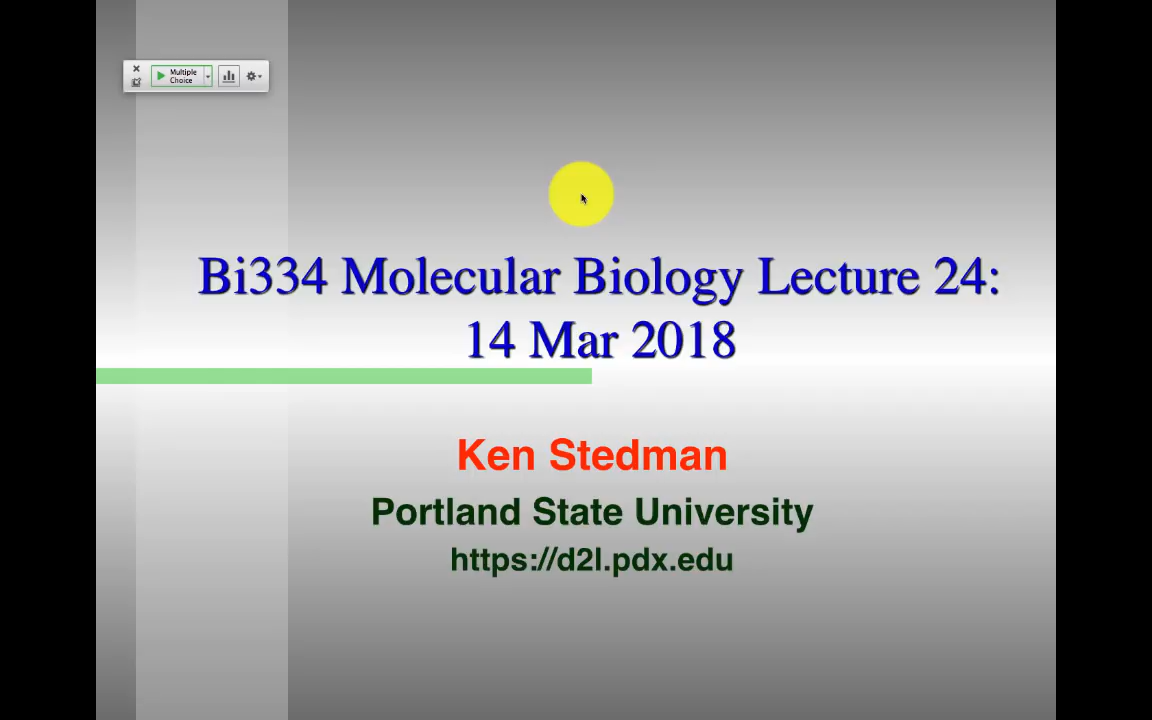 Multiple
Choice
Bi334 Molecular Biology Lecture 24:
14 Mar 2018
Ken Stedman
Portland State University
https://d2l.pdx.edu